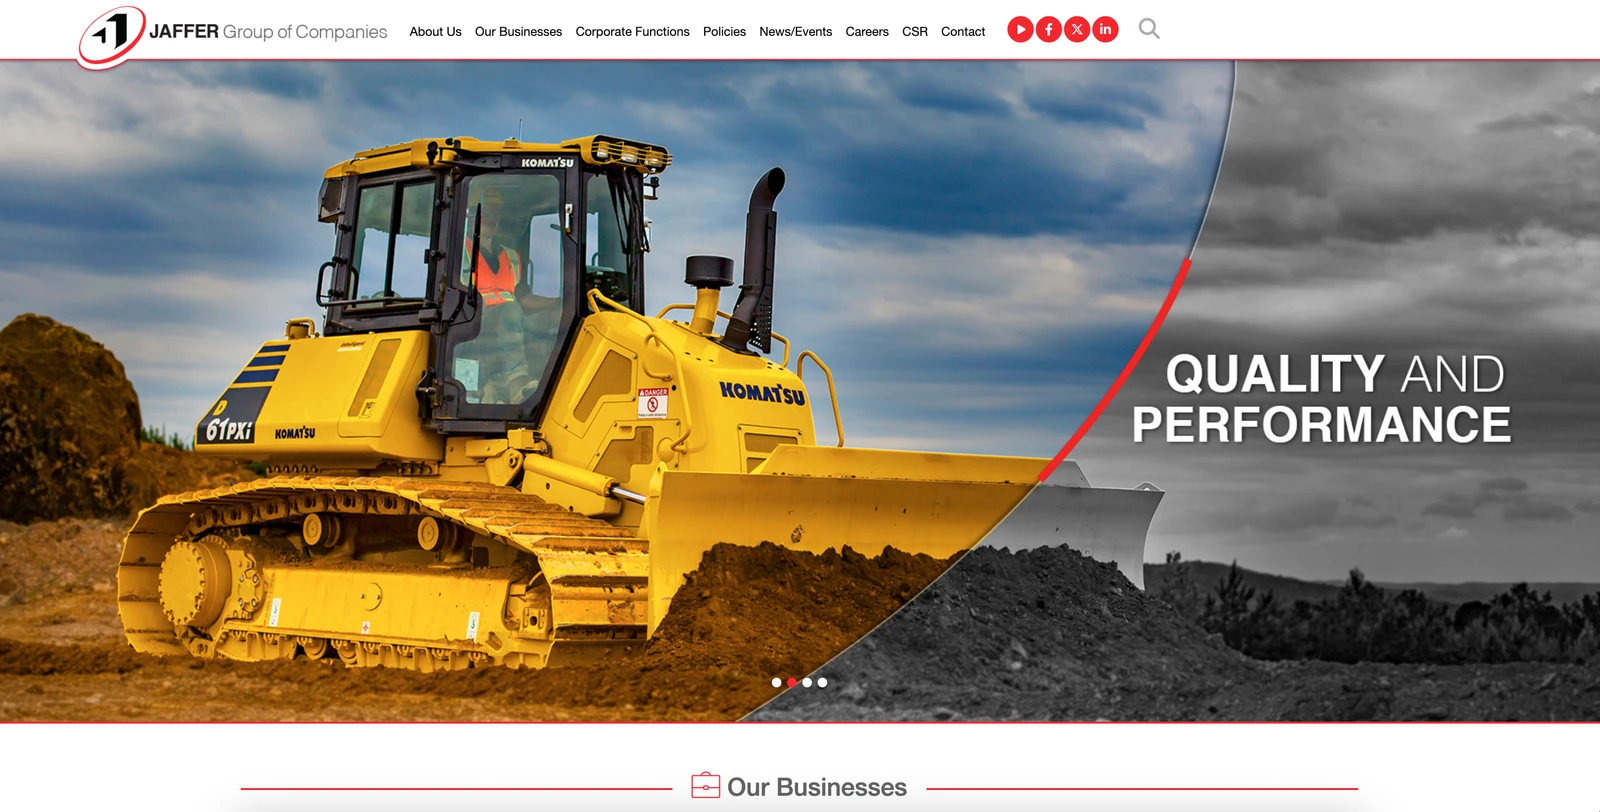 JAFFER Group of Companies
About Us Our Businesses Corporate Functions Policies News/Events Careers CSR Contact
KOMATSU
KOMATSU
DANGER
D
61PXi
KOMATSU
QUALITY AND
PERFORMANCE
Our Businesses